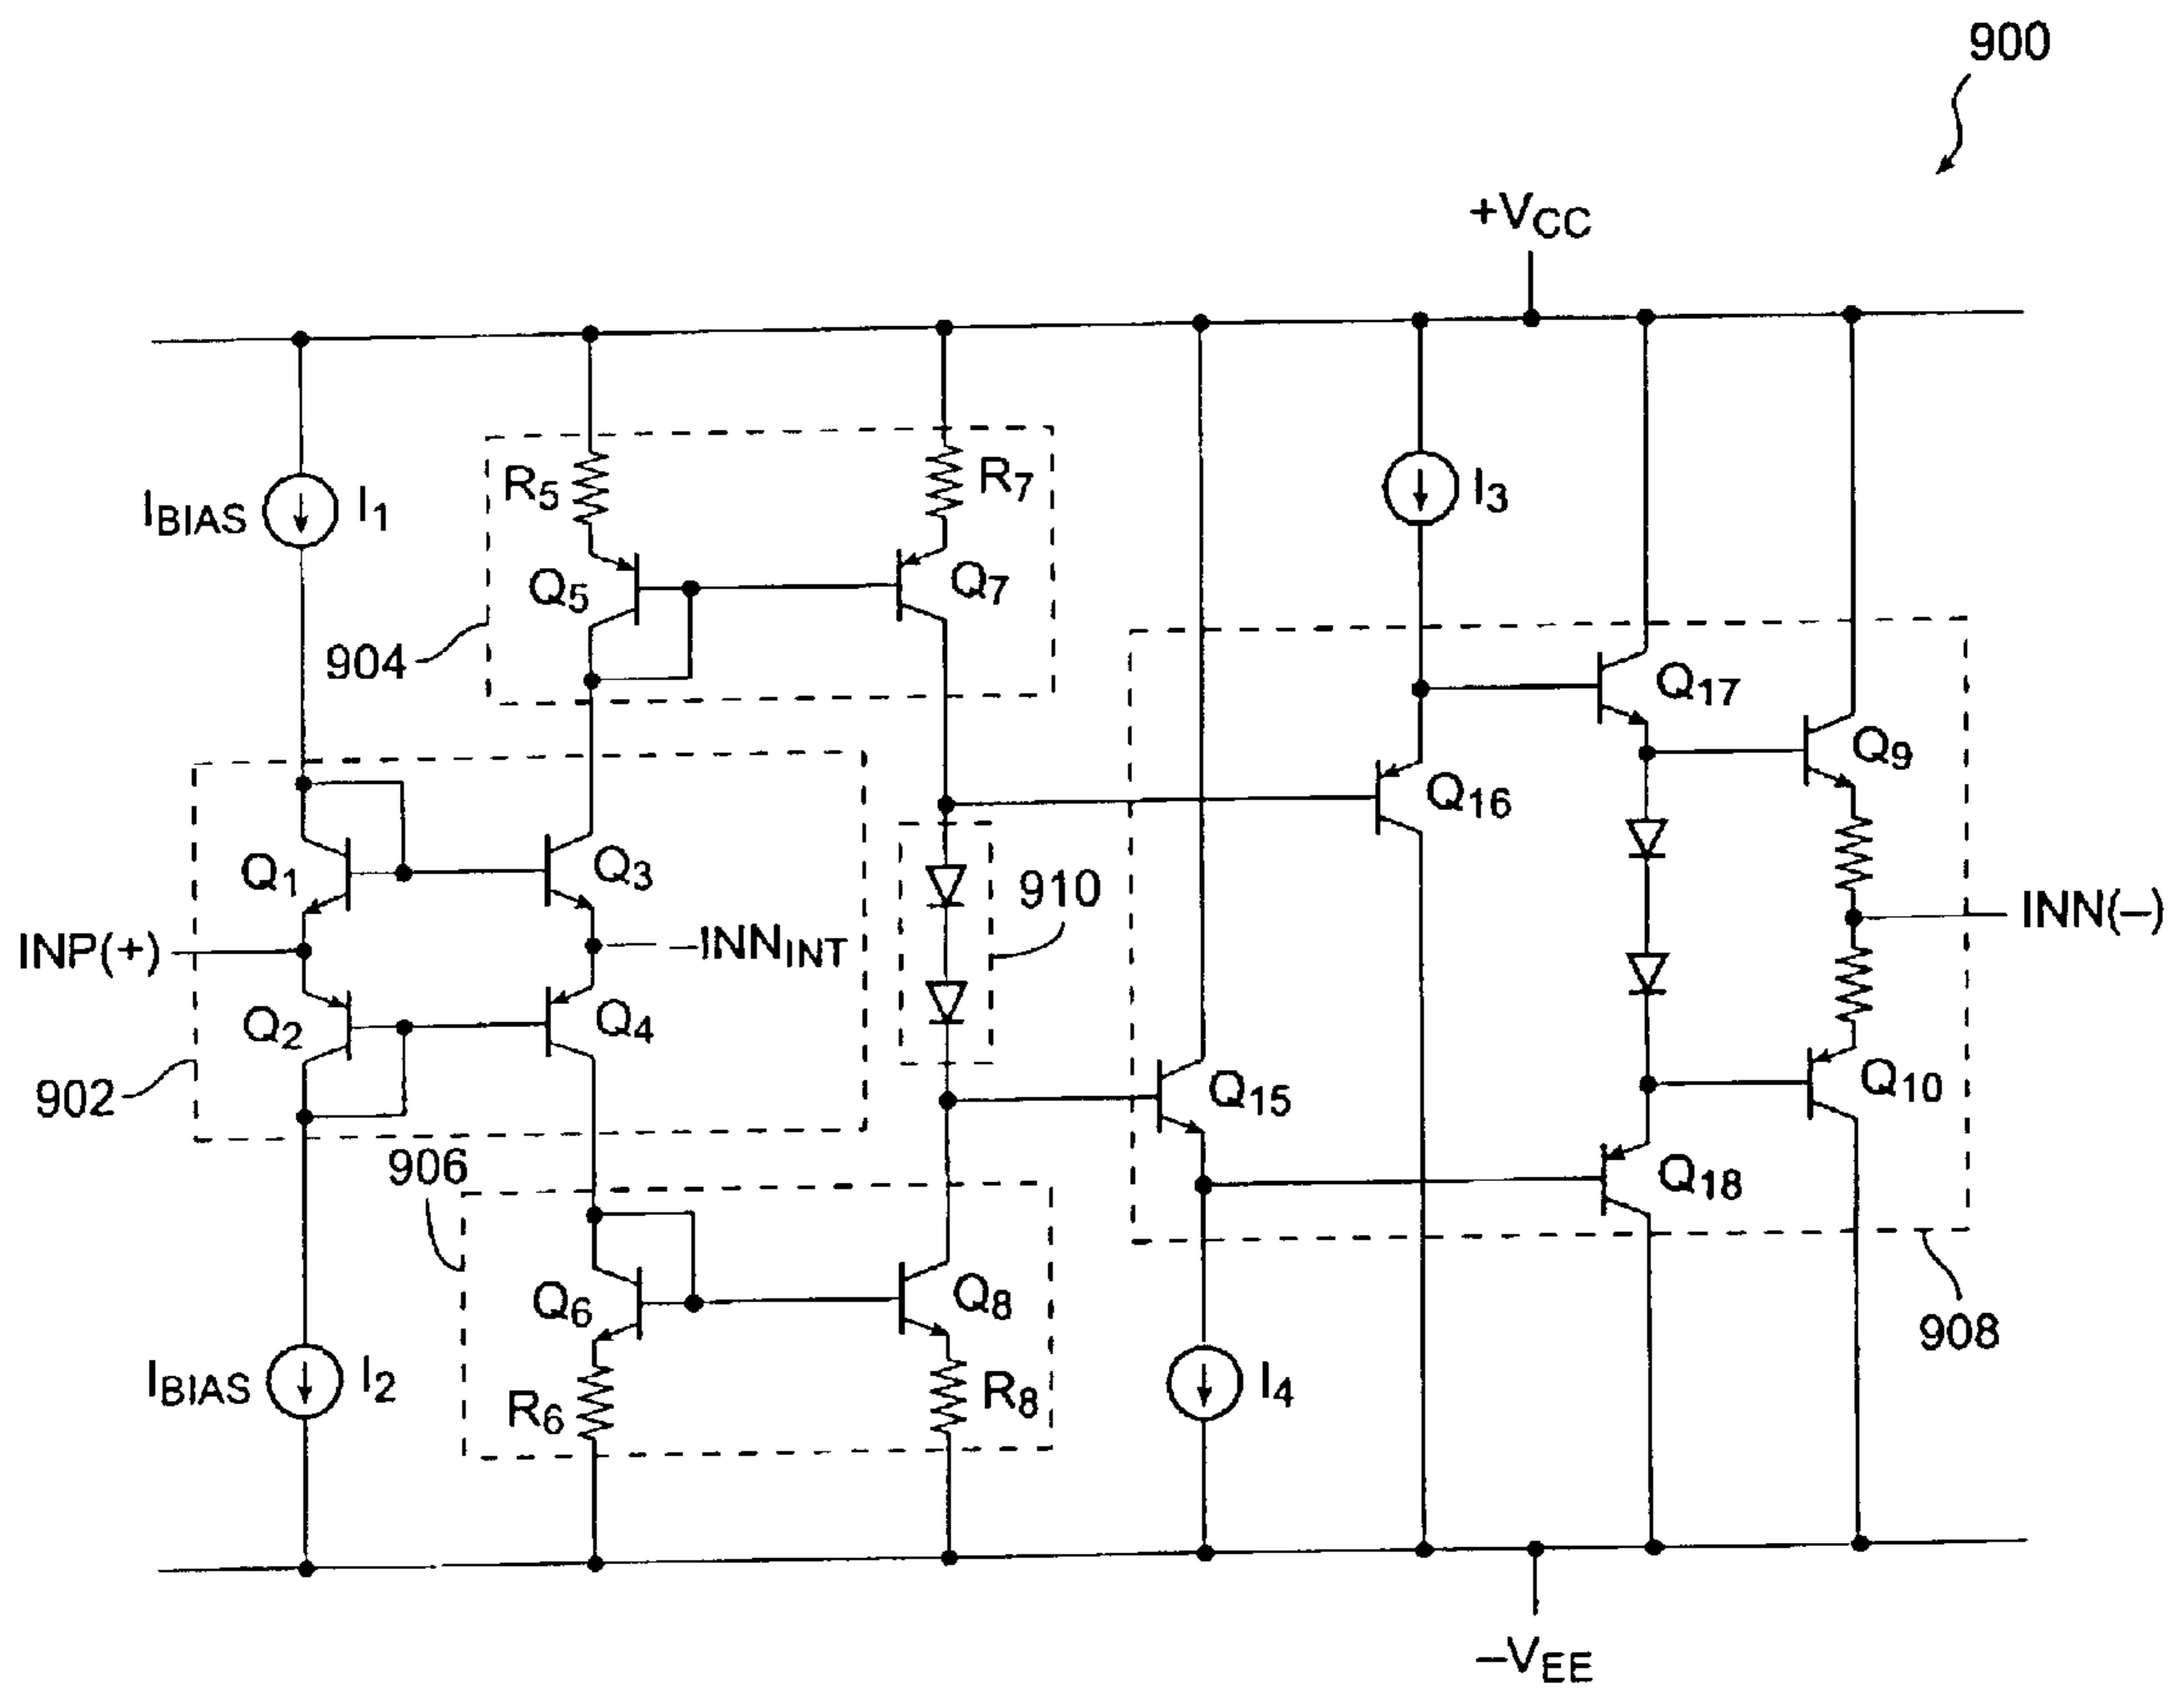 900
+VCC
R5
R7
IBIAS
I1
I3
Q5
Q7
904
Q17
Q9
Q16
Q1
Q3
910
INP(+)
INNINT
INN(–)
Q2
Q4
902
Q15
Q10
906
Q18
Q6
Q8
908
IBIAS
I2
R6
R8
I4
–VEE